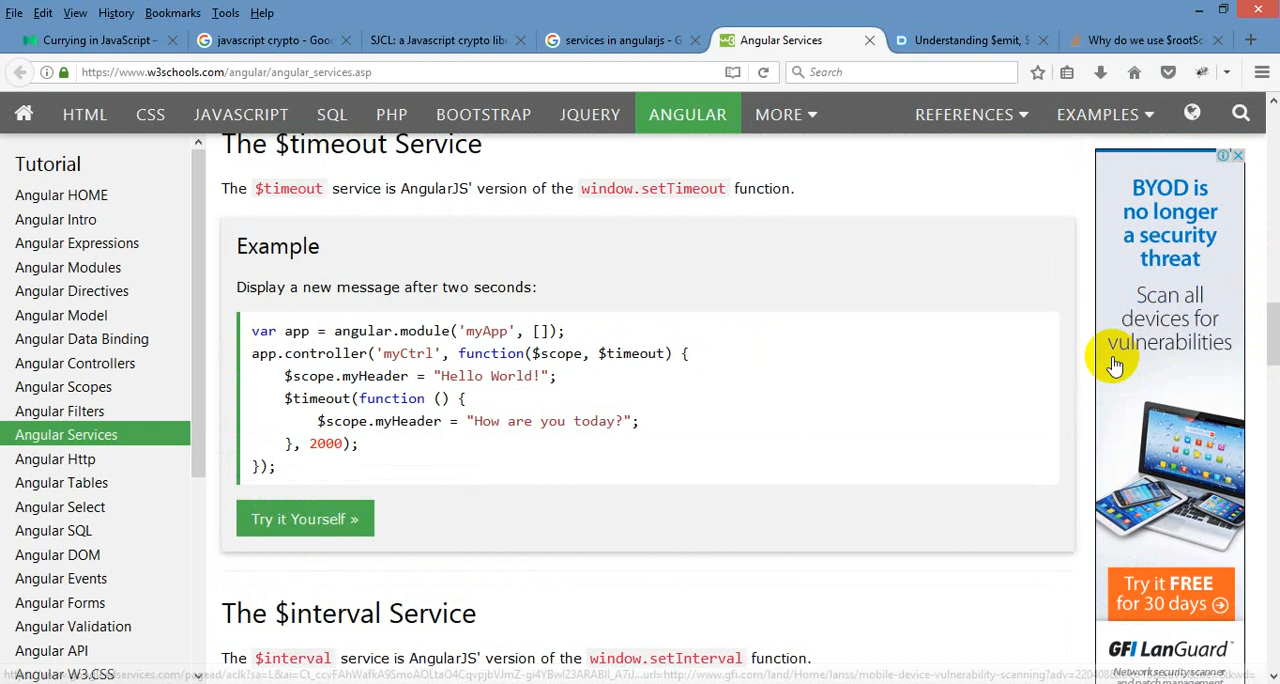 File Edit View History Bookmarks Tools Help
Currying in JavaScript –
javascript crypto - Goo
SJCL: a Javascript crypto lib
services in angularjs - G
Angular Services
Understanding $emit, $
Why do we use $rootSc
https://www.w3schools.com/angular/angular_services.asp
Search
HTML CSS JAVASCRIPT SQL PHP BOOTSTRAP JQUERY ANGULAR MORE REFERENCES EXAMPLES
Tutorial
Angular HOME
Angular Intro
Angular Expressions
Angular Modules
Angular Directives
Angular Model
Angular Data Binding
Angular Controllers
Angular Scopes
Angular Filters
Angular Services
Angular Http
Angular Tables
Angular Select
Angular SQL
Angular DOM
Angular Events
Angular Forms
Angular Validation
Angular API
Angular W3.CSS
The $timeout Service
The $timeout service is AngularJS' version of the window.setTimeout function.
Example
Display a new message after two seconds:
var app = angular.module('myApp', []);
app.controller('myCtrl', function($scope, $timeout) {
$scope.myHeader = "Hello World!";
$timeout(function () {
$scope.myHeader = "How are you today?";
}, 2000);
});
Try it Yourself »
The $interval Service
The $interval service is AngularJS' version of the window.setInterval function.
BYOD is
no longer
a security
threat
Scan all
devices for
vulnerabilities
Try it FREE
for 30 days
GFI LanGuard™
Network security scanner